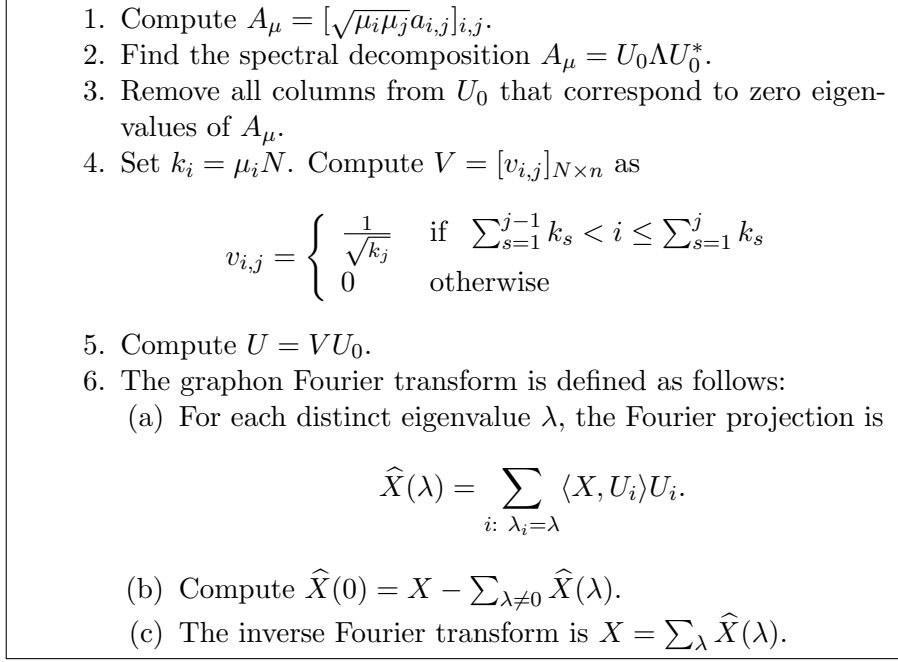 1. Compute $A_\mu = [\sqrt{\mu_i \mu_j} a_{i,j}]_{i,j}$.
2. Find the spectral decomposition $A_\mu = U_0 \Lambda U_0^*$.
3. Remove all columns from $U_0$ that correspond to zero eigen-
values of $A_\mu$.
4. Set $k_i = \mu_i N$. Compute $V = [v_{i,j}]_{N \times n}$ as
$v_{i,j} = \left\{ \begin{array}{ll} \frac{1}{\sqrt{k_j}} & \text{if } \sum_{s=1}^{j-1} k_s < i \leq \sum_{s=1}^{j} k_s \\ 0 & \text{otherwise} \end{array} \right.$
5. Compute $U = V U_0$.
6. The graphon Fourier transform is defined as follows:
(a) For each distinct eigenvalue $\lambda$, the Fourier projection is
$\widehat{X}(\lambda) = \sum_{i:\ \lambda_i = \lambda} \langle X, U_i \rangle U_i.$
(b) Compute $\widehat{X}(0) = X - \sum_{\lambda \neq 0} \widehat{X}(\lambda)$.
(c) The inverse Fourier transform is $X = \sum_\lambda \widehat{X}(\lambda)$.